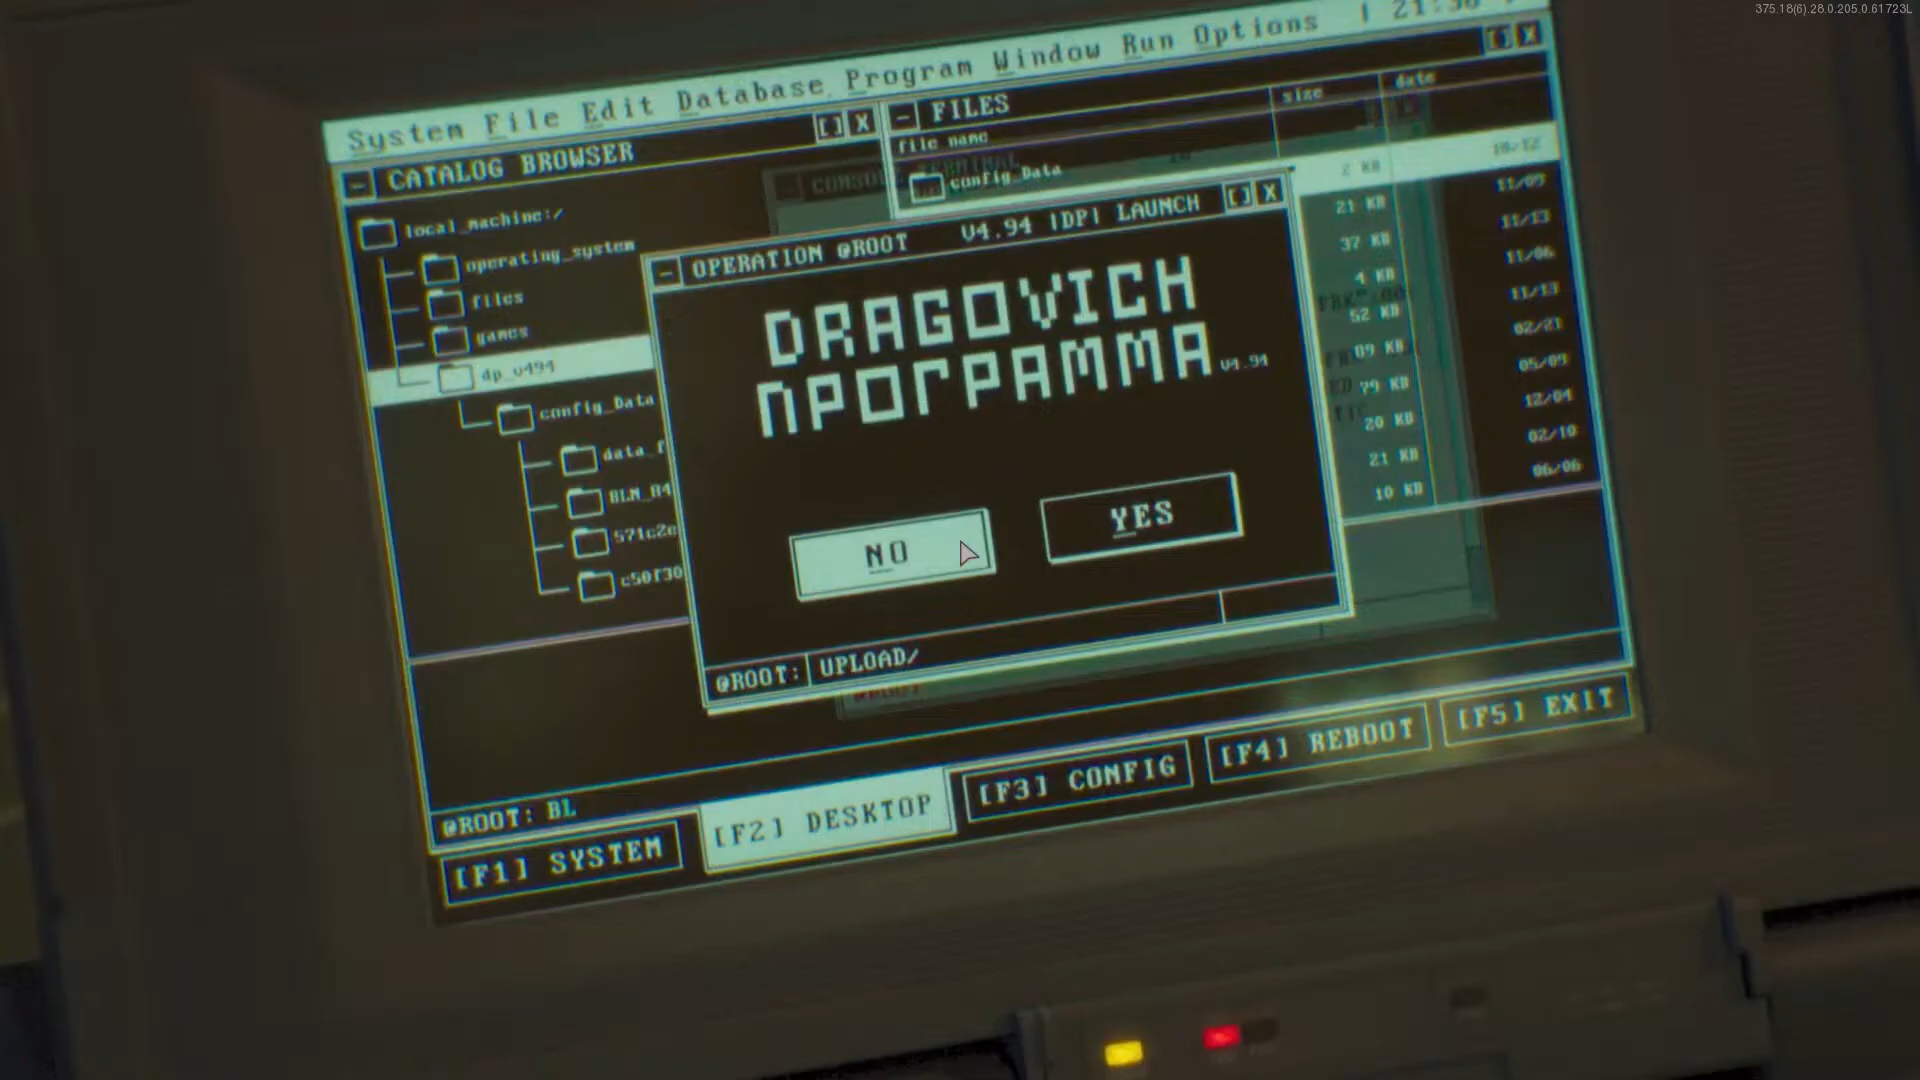 375.18(6).28.0.205.0.61723L
System File Edit Database Program Window Run Options
CATALOG BROWSER
[] X
local_machine:/
operating_system
files
games
dp_v494
config_Data
data_f
BLM_84
571c2e
c50f30
@ROOT: BL
- FILES
[] X
file name
size
date
config_Data
2 KB 10/12
21 KB 11/09
37 KB 11/13
4 KB 11/06
52 KB 11/13
89 KB 02/21
79 KB 05/09
20 KB 12/04
21 KB 02/10
10 KB 06/06
- OPERATION @ROOT V4.94 |DP| LAUNCH [] X
DRAGOVICH
ПРОГРАММА V4.94
NO YES
@ROOT: UPLOAD/
[F1] SYSTEM [F2] DESKTOP [F3] CONFIG [F4] REBOOT [F5] EXIT